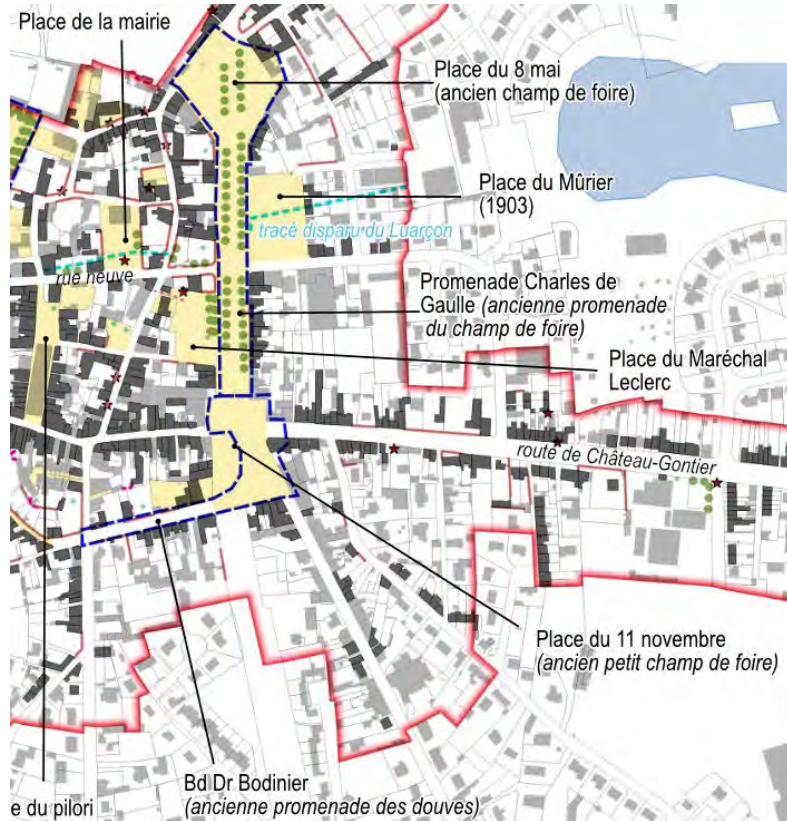 Place de la mairie
Place du 8 mai
(ancien champ de foire)
Place du Mûrier
(1903)
tracé disparu du Luarçon
rue neuve
Promenade Charles de
Gaulle (ancienne promenade
du champ de foire)
Place du Maréchal
Leclerc
route de Château-Gontier
Place du 11 novembre
(ancien petit champ de foire)
Bd Dr Bodinier
(ancienne promenade des douves)
e du pilori